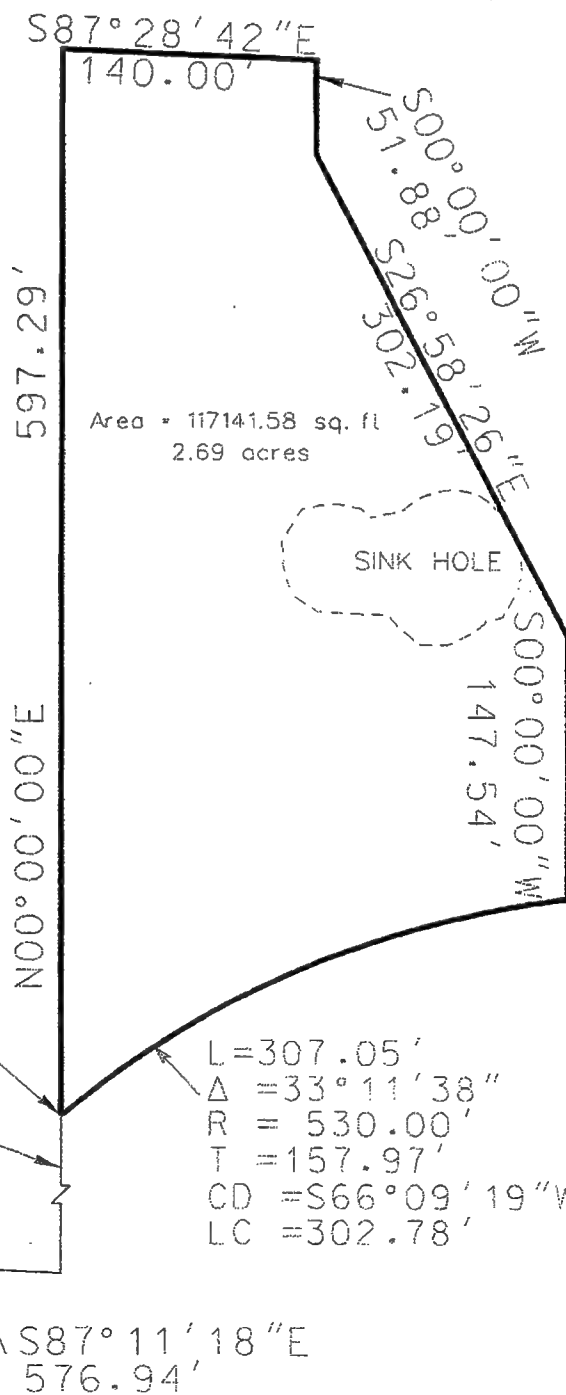 S87°28'42"E
140.00'
S00°00'00"W
51.88'
S26°58'26"E
302.19'
597.29'
N00°00'00"E
Area = 117141.58 sq. ft
2.69 acres
SINK HOLE
S00°00'00"W
147.54'
L=307.05'
Δ =33°11'38"
R = 530.00'
T =157.97'
CD =S66°09'19"W
LC =302.78'
S87°11'18"E
576.94'